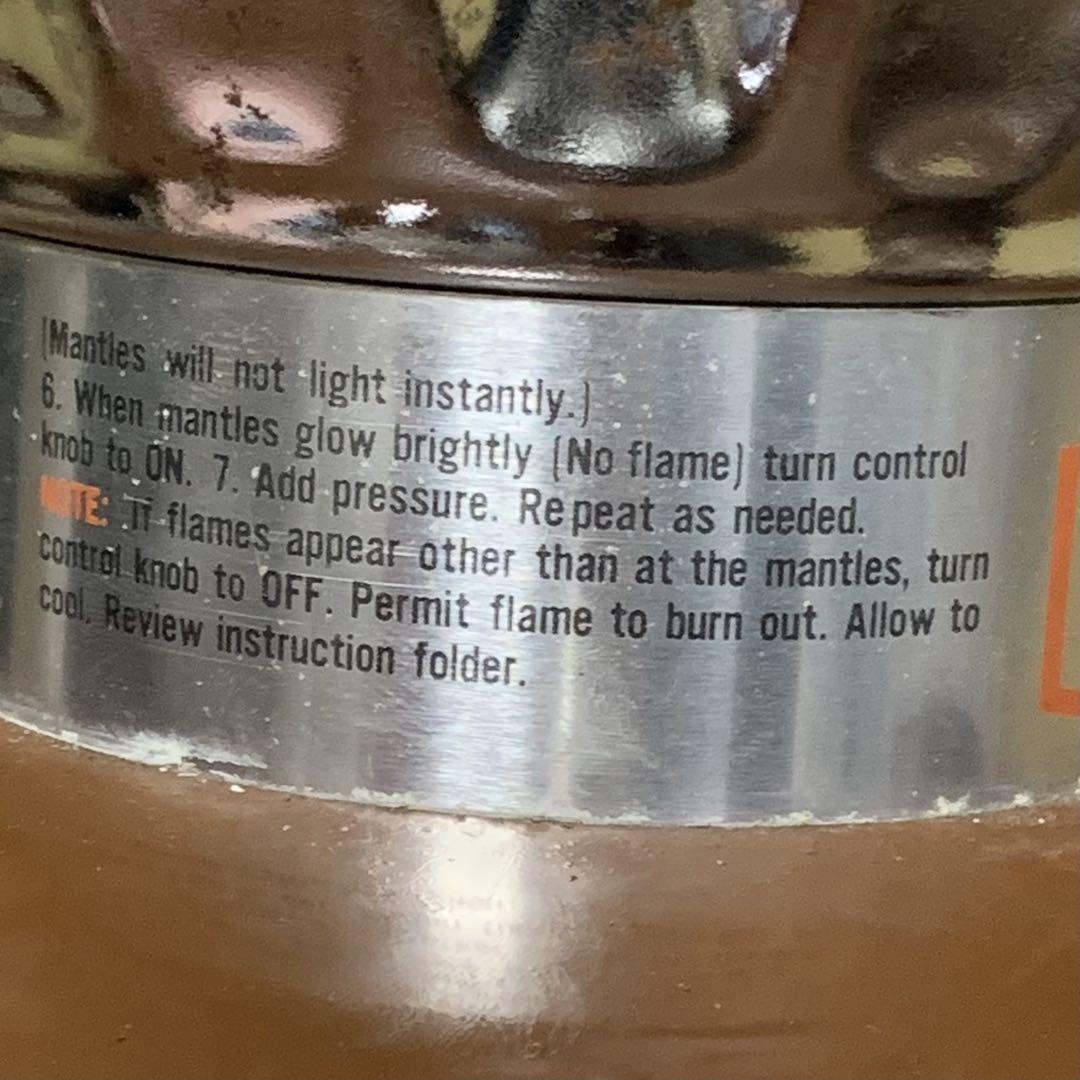 (Mantles will not light instantly.)
6. When mantles glow brightly (No flame) turn control
knob to ON. 7. Add pressure. Repeat as needed.
NOTE: If flames appear other than at the mantles, turn
control knob to OFF. Permit flame to burn out. Allow to
cool. Review instruction folder.